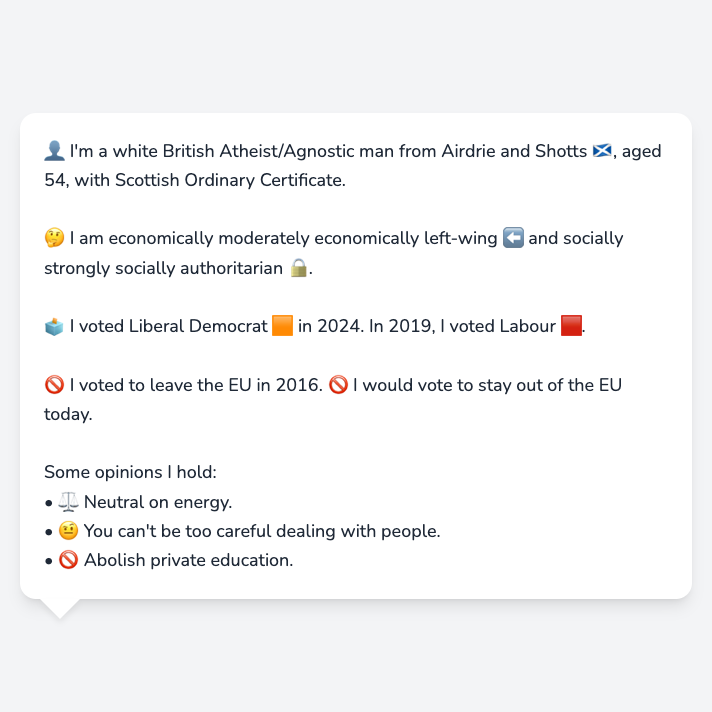 👤 I'm a white British Atheist/Agnostic man from Airdrie and Shotts 🏴󠁧󠁢󠁳󠁣󠁴󠁿, aged
54, with Scottish Ordinary Certificate.
🤔 I am economically moderately economically left-wing ⬅️ and socially
strongly socially authoritarian 🔒.
🗳️ I voted Liberal Democrat 🟧 in 2024. In 2019, I voted Labour 🟥.
🚫 I voted to leave the EU in 2016. 🚫 I would vote to stay out of the EU
today.
Some opinions I hold:
• ⚖️ Neutral on energy.
• 🤨 You can't be too careful dealing with people.
• 🚫 Abolish private education.